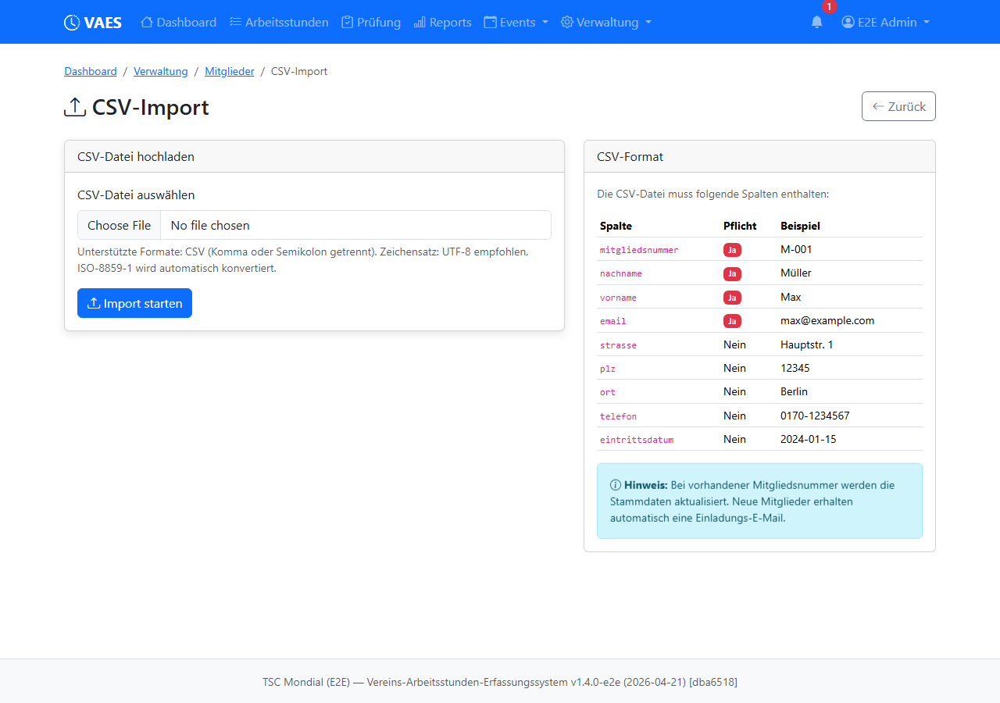 VAES Dashboard Arbeitsstunden Prüfung Reports Events Verwaltung 1 E2E Admin
Dashboard / Verwaltung / Mitglieder / CSV-Import
CSV-Import
Zurück
CSV-Datei hochladen
CSV-Datei auswählen
Choose File No file chosen
Unterstützte Formate: CSV (Komma oder Semikolon getrennt). Zeichensatz: UTF-8 empfohlen,
ISO-8859-1 wird automatisch konvertiert.
Import starten
CSV-Format
Die CSV-Datei muss folgende Spalten enthalten:
Spalte Pflicht Beispiel
mitgliedsnummer Ja M-001
nachname Ja Müller
vorname Ja Max
email Ja max@example.com
strasse Nein Hauptstr. 1
plz Nein 12345
ort Nein Berlin
telefon Nein 0170-1234567
eintrittsdatum Nein 2024-01-15
Hinweis: Bei vorhandener Mitgliedsnummer werden die
Stammdaten aktualisiert. Neue Mitglieder erhalten
automatisch eine Einladungs-E-Mail.
TSC Mondial (E2E) — Vereins-Arbeitsstunden-Erfassungssystem v1.4.0-e2e (2026-04-21) [dba6518]